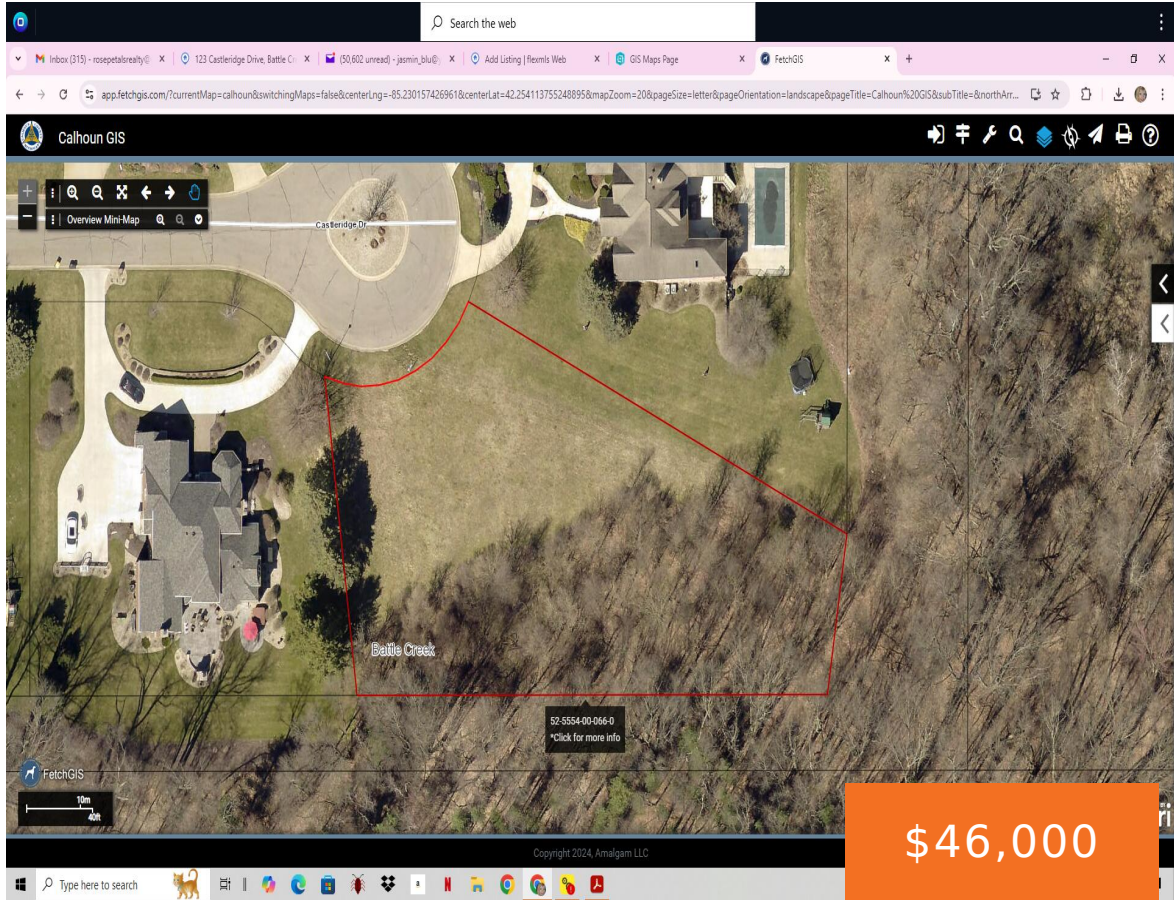 Search the web
Inbox (315) - rosepetalsrealty@
123 Castleridge Drive, Battle C
(50,602 unread) - jasmin_blu@
Add Listing | flexmls Web
GIS Maps Page
FetchGIS
app.fetchgis.com/?currentMap=calhoun&switchingMaps=false&centerLng=-85.230157426961&centerLat=42.254113755248895&mapZoom=20&pageSize=letter&pageOrientation=landscape&pageTitle=Calhoun%20GIS&subTitle=&northArr...
Calhoun GIS
Overview Mini-Map
Castleridge Dr
Battle Creek
52-5554-00-066-0
*Click for more info
FetchGIS
10m
40ft
Copyright 2024, Amalgam LLC
$46,000
Type here to search